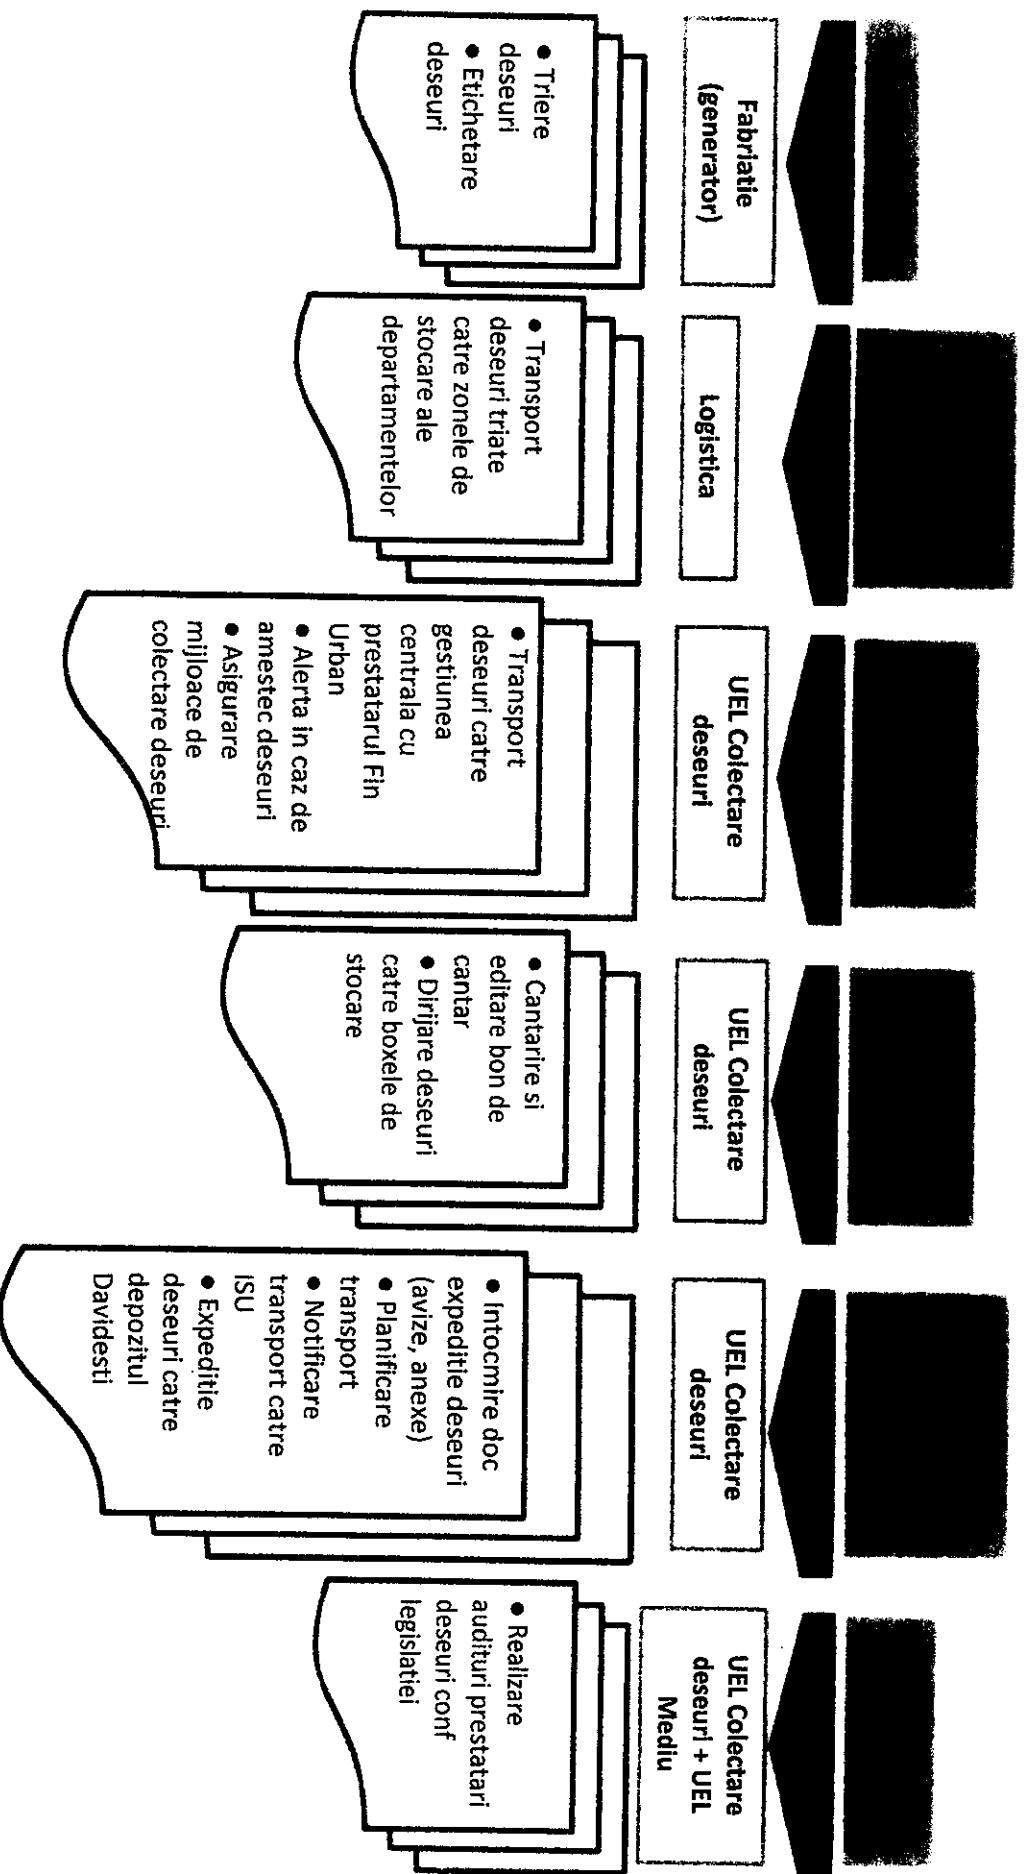 Fabriatie
(generator)
● Triere
deseuri
● Etichetare
deseuri
Logistica
● Transport
deseuri triate
catre zonele de
stocare ale
departamentelor
UEL Colectare
deseuri
● Transport
deseuri catre
gestiunea
centrala cu
prestatarul Fin
Urban
● Alerta in caz de
amestec deseuri
● Asigurare
mijloace de
colectare deseuri
UEL Colectare
deseuri
● Cantarire si
editare bon de
cantar
● Dirijare deseuri
catre boxele de
stocare
UEL Colectare
deseuri
● Intocmire doc
expeditie deseuri
(avize, anexe)
● Planificare
transport
● Notificare
transport catre
ISU
● Expeditie
deseuri catre
depozitul
Davidesti
UEL Colectare
deseuri + UEL
Mediu
● Realizare
audituri prestatari
deseuri conf
legislatiei